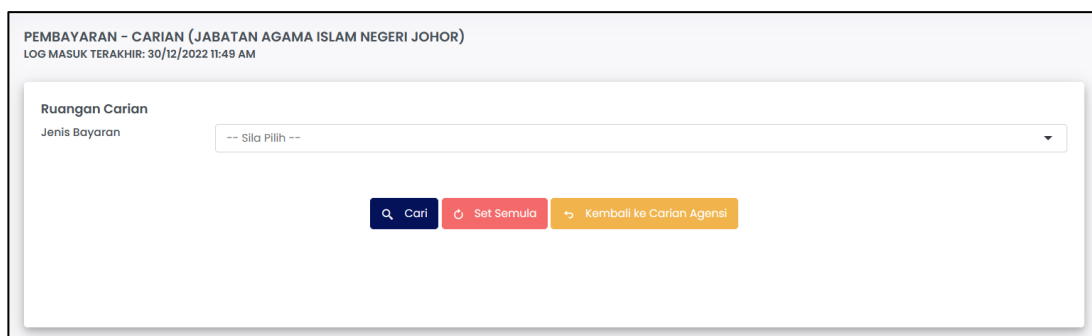 PEMBAYARAN - CARIAN (JABATAN AGAMA ISLAM NEGERI JOHOR)
LOG MASUK TERAKHIR: 30/12/2022 11:49 AM
Ruangan Carian
Jenis Bayaran
-- Sila Pilih --
Cari
Set Semula
Kembali ke Carian Agensi